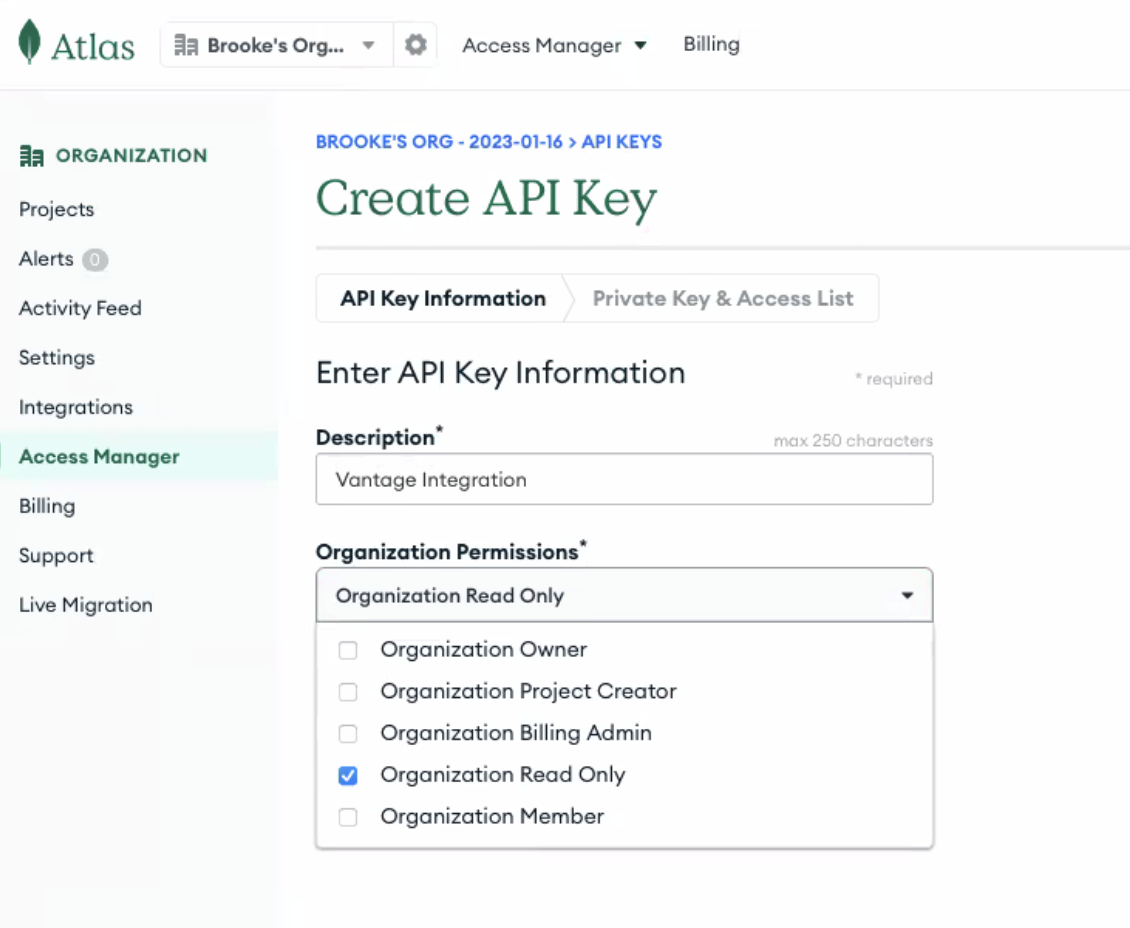 Atlas
Brooke's Org...
Access Manager
Billing
ORGANIZATION
Projects
Alerts 0
Activity Feed
Settings
Integrations
Access Manager
Billing
Support
Live Migration
BROOKE'S ORG - 2023-01-16 > API KEYS
Create API Key
API Key Information
Private Key & Access List
Enter API Key Information
* required
Description*
max 250 characters
Vantage Integration
Organization Permissions*
Organization Read Only
Organization Owner
Organization Project Creator
Organization Billing Admin
Organization Read Only
Organization Member